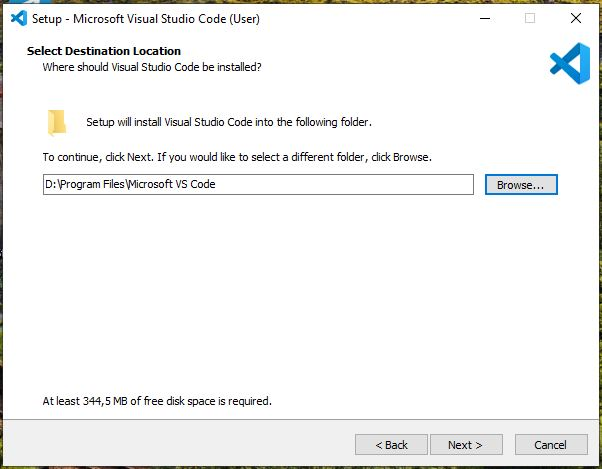 Setup - Microsoft Visual Studio Code (User)
Select Destination Location
Where should Visual Studio Code be installed?
Setup will install Visual Studio Code into the following folder.
To continue, click Next. If you would like to select a different folder, click Browse.
D:\Program Files\Microsoft VS Code
Browse...
At least 344,5 MB of free disk space is required.
< Back
Next >
Cancel